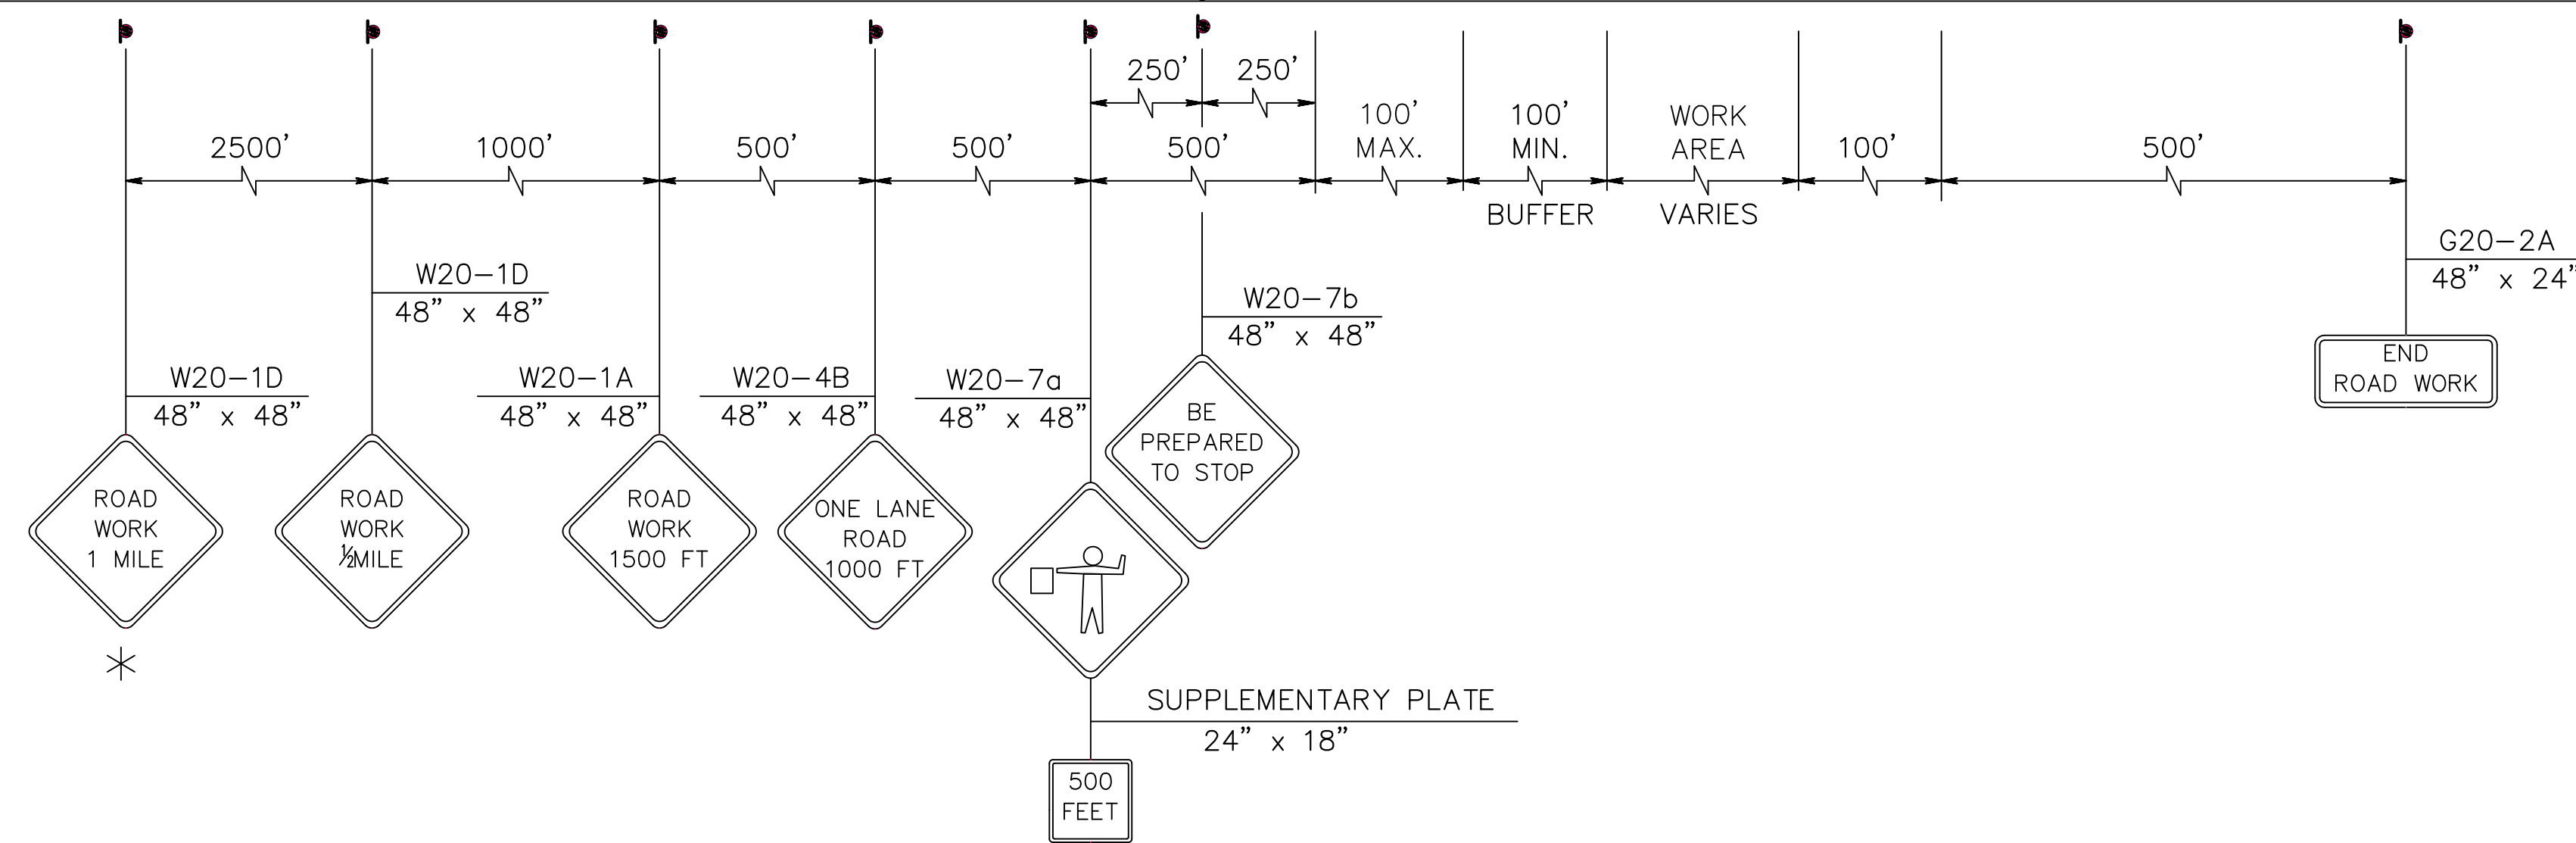 250' 250'
2500' 1000' 500' 500' 500' 100' 100' WORK 100' 500'
MAX. MIN. AREA
BUFFER VARIES
W20-1D
48" x 48"
W20-1D
48" x 48"
W20-1A
48" x 48"
W20-4B
48" x 48"
W20-7a
48" x 48"
W20-7b
48" x 48"
G20-2A
48" x 24"
ROAD
WORK
1 MILE
*
ROAD
WORK
½MILE
ROAD
WORK
1500 FT
ONE LANE
ROAD
1000 FT
BE
PREPARED
TO STOP
END
ROAD WORK
SUPPLEMENTARY PLATE
24" x 18"
500
FEET